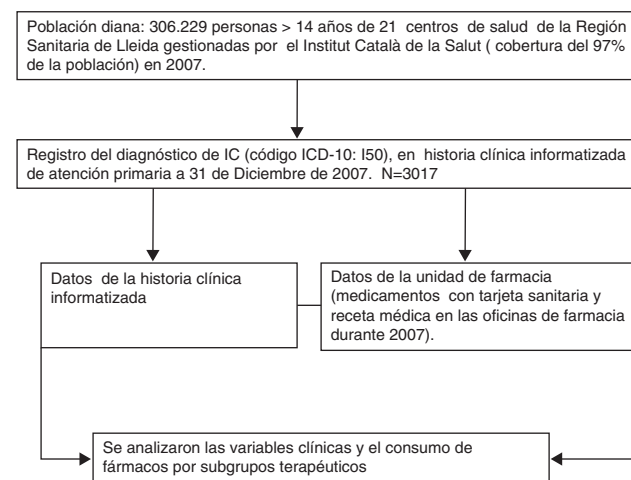 Población diana: 306.229 personas > 14 años de 21 centros de salud de la Región
Sanitaria de Lleida gestionadas por el Institut Català de la Salut ( cobertura del 97%
de la población) en 2007.
Registro del diagnóstico de IC (código ICD-10: I50), en historia clínica informatizada
de atención primaria a 31 de Diciembre de 2007. N=3017
Datos de la historia clínica
informatizada
Datos de la unidad de farmacia
(medicamentos con tarjeta sanitaria y
receta médica en las oficinas de farmacia
durante 2007).
Se analizaron las variables clínicas y el consumo de
fármacos por subgrupos terapéuticos